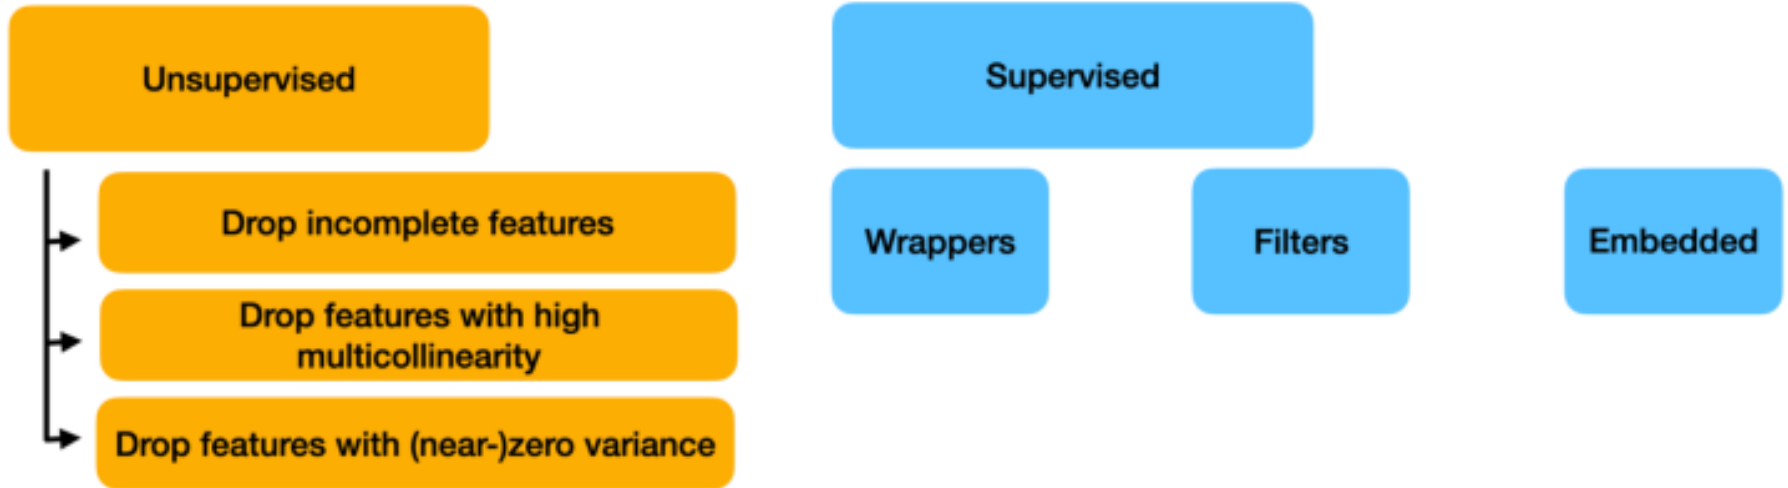 Unsupervised
Drop incomplete features
Drop features with high
multicollinearity
Drop features with (near-)zero variance
Supervised
Wrappers
Filters
Embedded